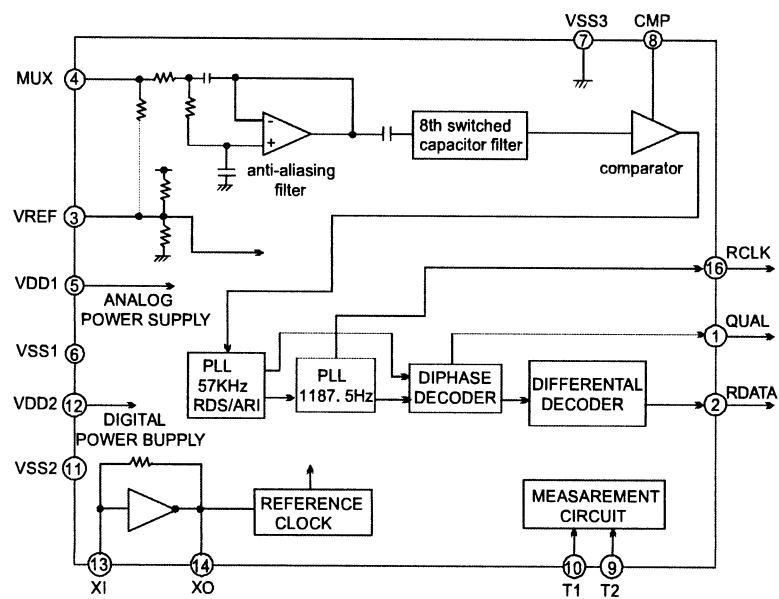 VSS3
CMP
7
8
MUX
4
8th switched
capacitor filter
-
+
anti-aliasing
filter
comparator
VREF
3
RCLK
16
VDD1
5
ANALOG
POWER SUPPLY
QUAL
1
VSS1
6
PLL
57KHz
RDS/ARI
PLL
1187. 5Hz
DIPHASE
DECODER
DIFFERENTAL
DECODER
RDATA
2
VDD2
12
DIGITAL
POWER BUPPLY
VSS2
11
REFERENCE
CLOCK
MEASAREMENT
CIRCUIT
13
14
10
9
XI
XO
T1
T2